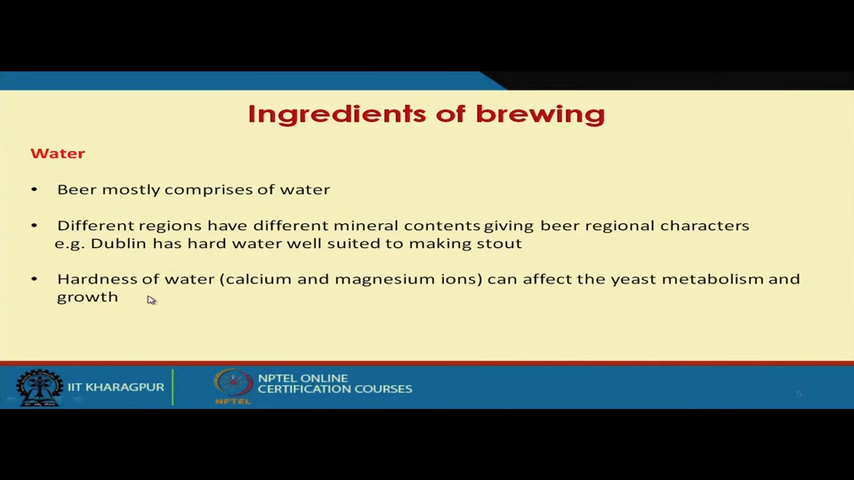 Ingredients of brewing
Water
• Beer mostly comprises of water
• Different regions have different mineral contents giving beer regional characters
e.g. Dublin has hard water well suited to making stout
• Hardness of water (calcium and magnesium ions) can affect the yeast metabolism and
growth
IIT KHARAGPUR
NPTEL
NPTEL ONLINE
CERTIFICATION COURSES
5